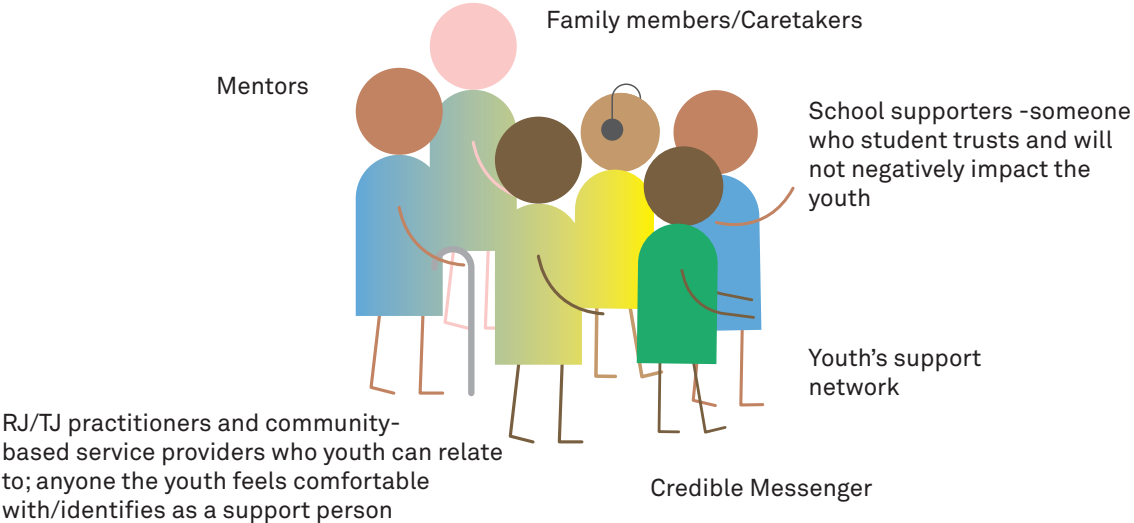 Family members/Caretakers
Mentors
School supporters -someone
who student trusts and will
not negatively impact the
youth
Youth's support
network
RJ/TJ practitioners and community-
based service providers who youth can relate
to; anyone the youth feels comfortable
with/identifies as a support person
Credible Messenger